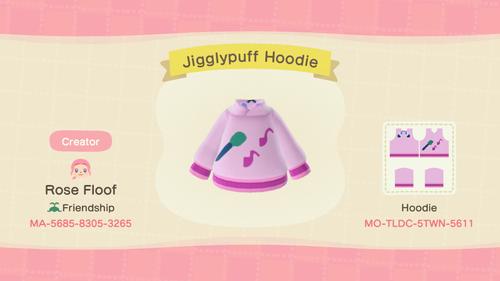 Jigglypuff Hoodie
Creator
Rose Floof
Friendship
MA-5685-8305-3265
Hoodie
MO-TLDC-5TWN-5611